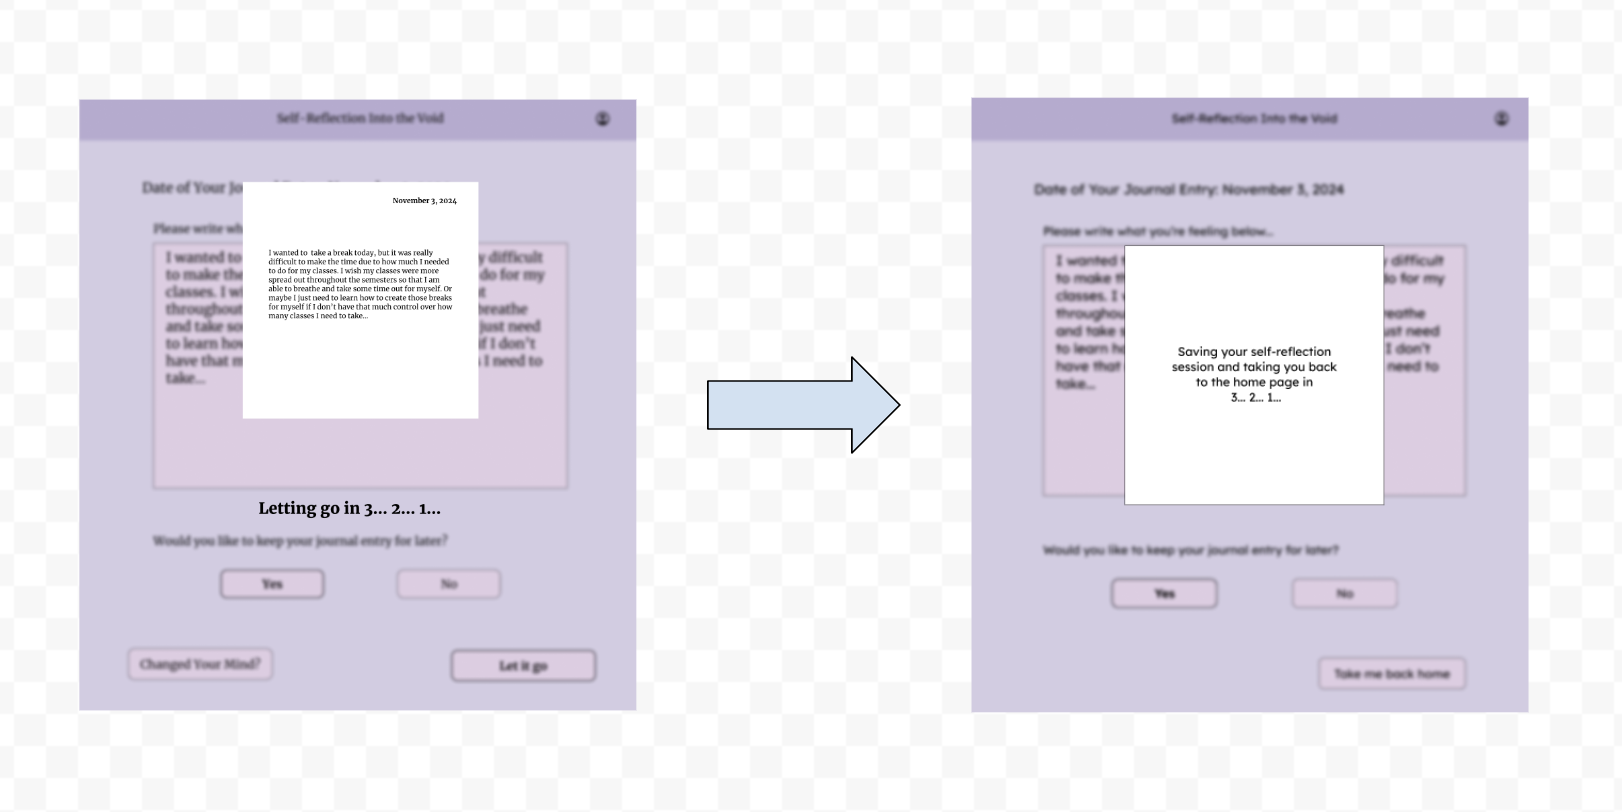 Self-Reflection Into the Void
Date of Your Jo
November 3, 2024
Please write wh
I wanted to
to make the
classes. I w
throughout
and take so
to learn how
have that m
take...
I wanted to take a break today, but it was really
difficult to make the time due to how much I needed
to do for my classes. I wish my classes were more
spread out throughout the semesters so that I am
able to breathe and take some time out for myself. Or
maybe I just need to learn how to create those breaks
for myself if I don't have that much control over how
many classes I need to take...
y difficult
do for my
t
breathe
just need
if I don't
s I need to
Letting go in 3... 2... 1...
Would you like to keep your journal entry for later?
Yes
No
Changed Your Mind?
Let it go
Self-Reflection Into the Void
Date of Your Journal Entry: November 3, 2024
Please write what you're feeling below...
I wanted t
to make th
classes. I w
throughou
and take s
to learn ho
have that
take...
Saving your self-reflection
session and taking you back
to the home page in
3... 2... 1...
difficult
do for my
reathe
ust need
I don't
need to
Would you like to keep your journal entry for later?
Yes
No
Take me back home